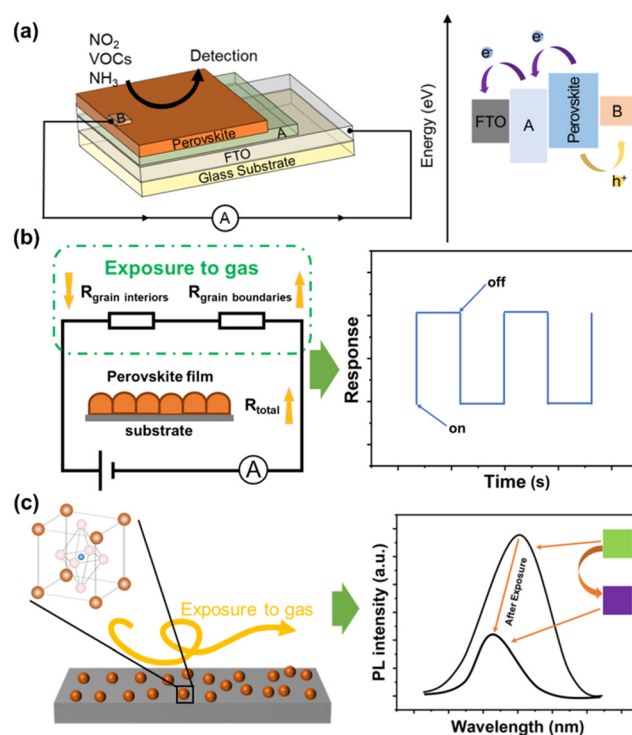 (a)
NO2
VOCs
NH3
Detection
B
Perovskite
A
FTO
Glass Substrate
A
Energy (eV)
e-
e-
FTO
A
Perovskite
B
h+
(b)
Exposure to gas
Rgrain interiors
Rgrain boundaries
Perovskite film
substrate
Rtotal
A
Response
off
on
Time (s)
(c)
Exposure to gas
PL intensity (a.u.)
After Exposure
Wavelength (nm)